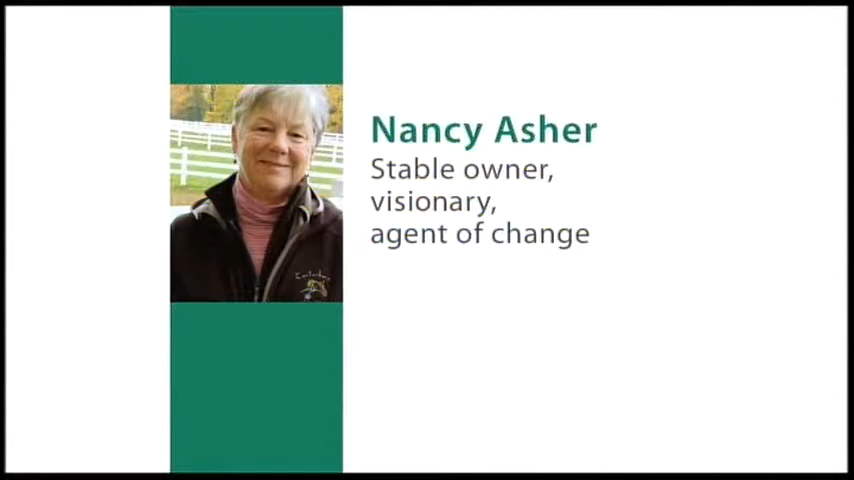 Nancy Asher
Stable owner,
visionary,
agent of change